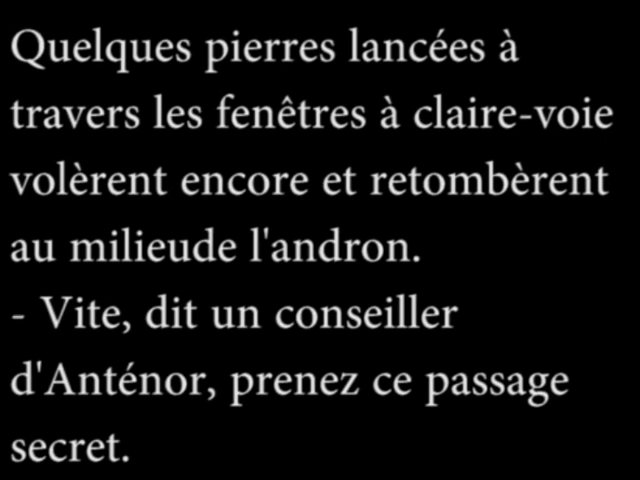 Quelques pierres lancées à
travers les fenêtres à claire-voie
volèrent encore et retombèrent
au milieude l'andron.
- Vite, dit un conseiller
d'Anténor, prenez ce passage
secret.